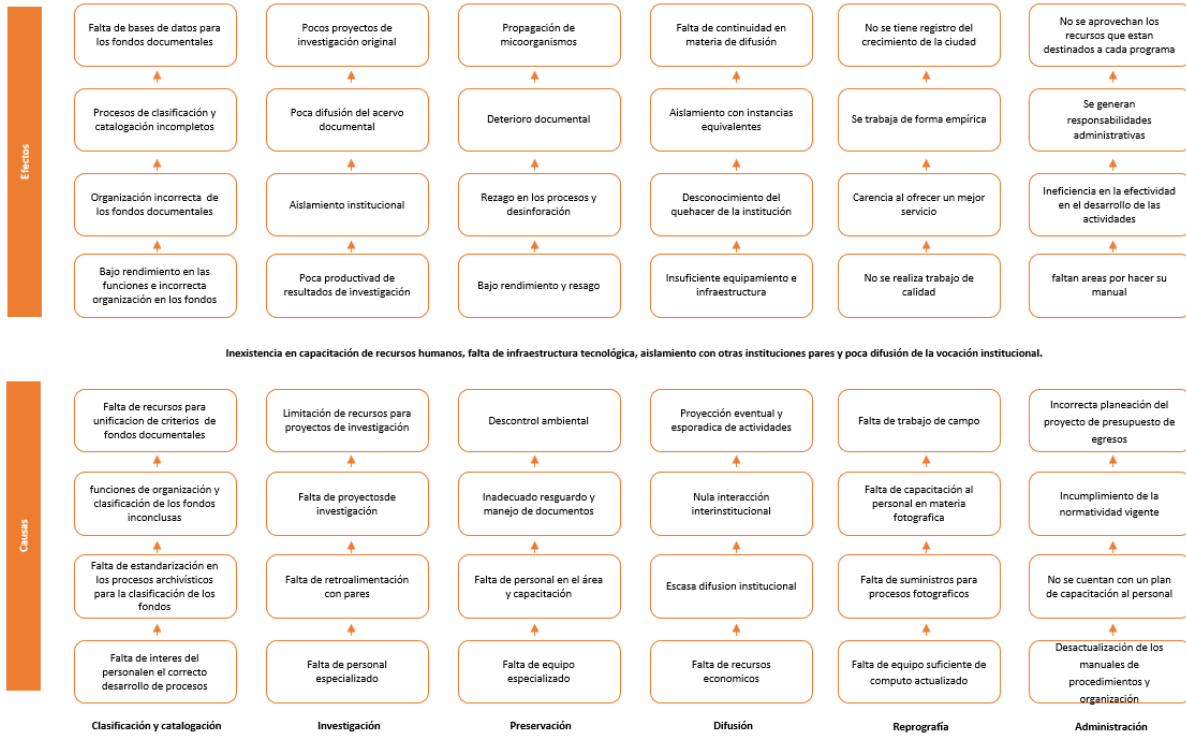 Efectos
Falta de bases de datos para
los fondos documentales
Pocos proyectos de
investigación original
Propagación de
micoorganismos
Falta de continuidad en
materia de difusión
No se tiene registro del
crecimiento de la ciudad
No se aprovechan los
recursos que estan
destinados a cada programa
Procesos de clasificación y
catalogación incompletos
Poca difusión del acervo
documental
Deterioro documental
Aislamiento con instancias
equivalentes
Se trabaja de forma empírica
Se generan
responsabilidades
administrativas
Organización incorrecta de
los fondos documentales
Aislamiento institucional
Rezago en los procesos y
desinforación
Desconocimiento del
quehacer de la institución
Carencia al ofrecer un mejor
servicio
Ineficiencia en la efectividad
en el desarrollo de las
actividades
Bajo rendimiento en las
funciones e incorrecta
organización en los fondos
Poca productivad de
resultados de investigación
Bajo rendimiento y resago
Insuficiente equipamiento e
infraestructura
No se realiza trabajo de
calidad
faltan areas por hacer su
manual
Inexistencia en capacitación de recursos humanos, falta de infraestructura tecnológica, aislamiento con otras instituciones pares y poca difusión de la vocación institucional.
Causas
Falta de recursos para
unificacion de criterios de
fondos documentales
Limitación de recursos para
proyectos de investigación
Descontrol ambiental
Proyección eventual y
esporadica de actividades
Falta de trabajo de campo
Incorrecta planeación del
proyecto de presupuesto de
egresos
funciones de organización y
clasificación de los fondos
inconclusas
Falta de proyectosde
investigación
Inadecuado resguardo y
manejo de documentos
Nula interacción
interinstitucional
Falta de capacitación al
personal en materia
fotografica
Incumplimiento de la
normatividad vigente
Falta de estandarización en
los procesos archivísticos
para la clasificación de los
fondos
Falta de retroalimentación
con pares
Falta de personal en el área
y capacitación
Escasa difusion institucional
Falta de suministros para
procesos fotograficos
No se cuentan con un plan
de capacitación al personal
Falta de interes del
personalen el correcto
desarrollo de procesos
Falta de personal
especializado
Falta de equipo
especializado
Falta de recursos
economicos
Falta de equipo suficiente de
computo actualizado
Desactualización de los
manuales de
procedimientos y
organización
Clasificación y catalogación
Investigación
Preservación
Difusión
Reprografía
Administración